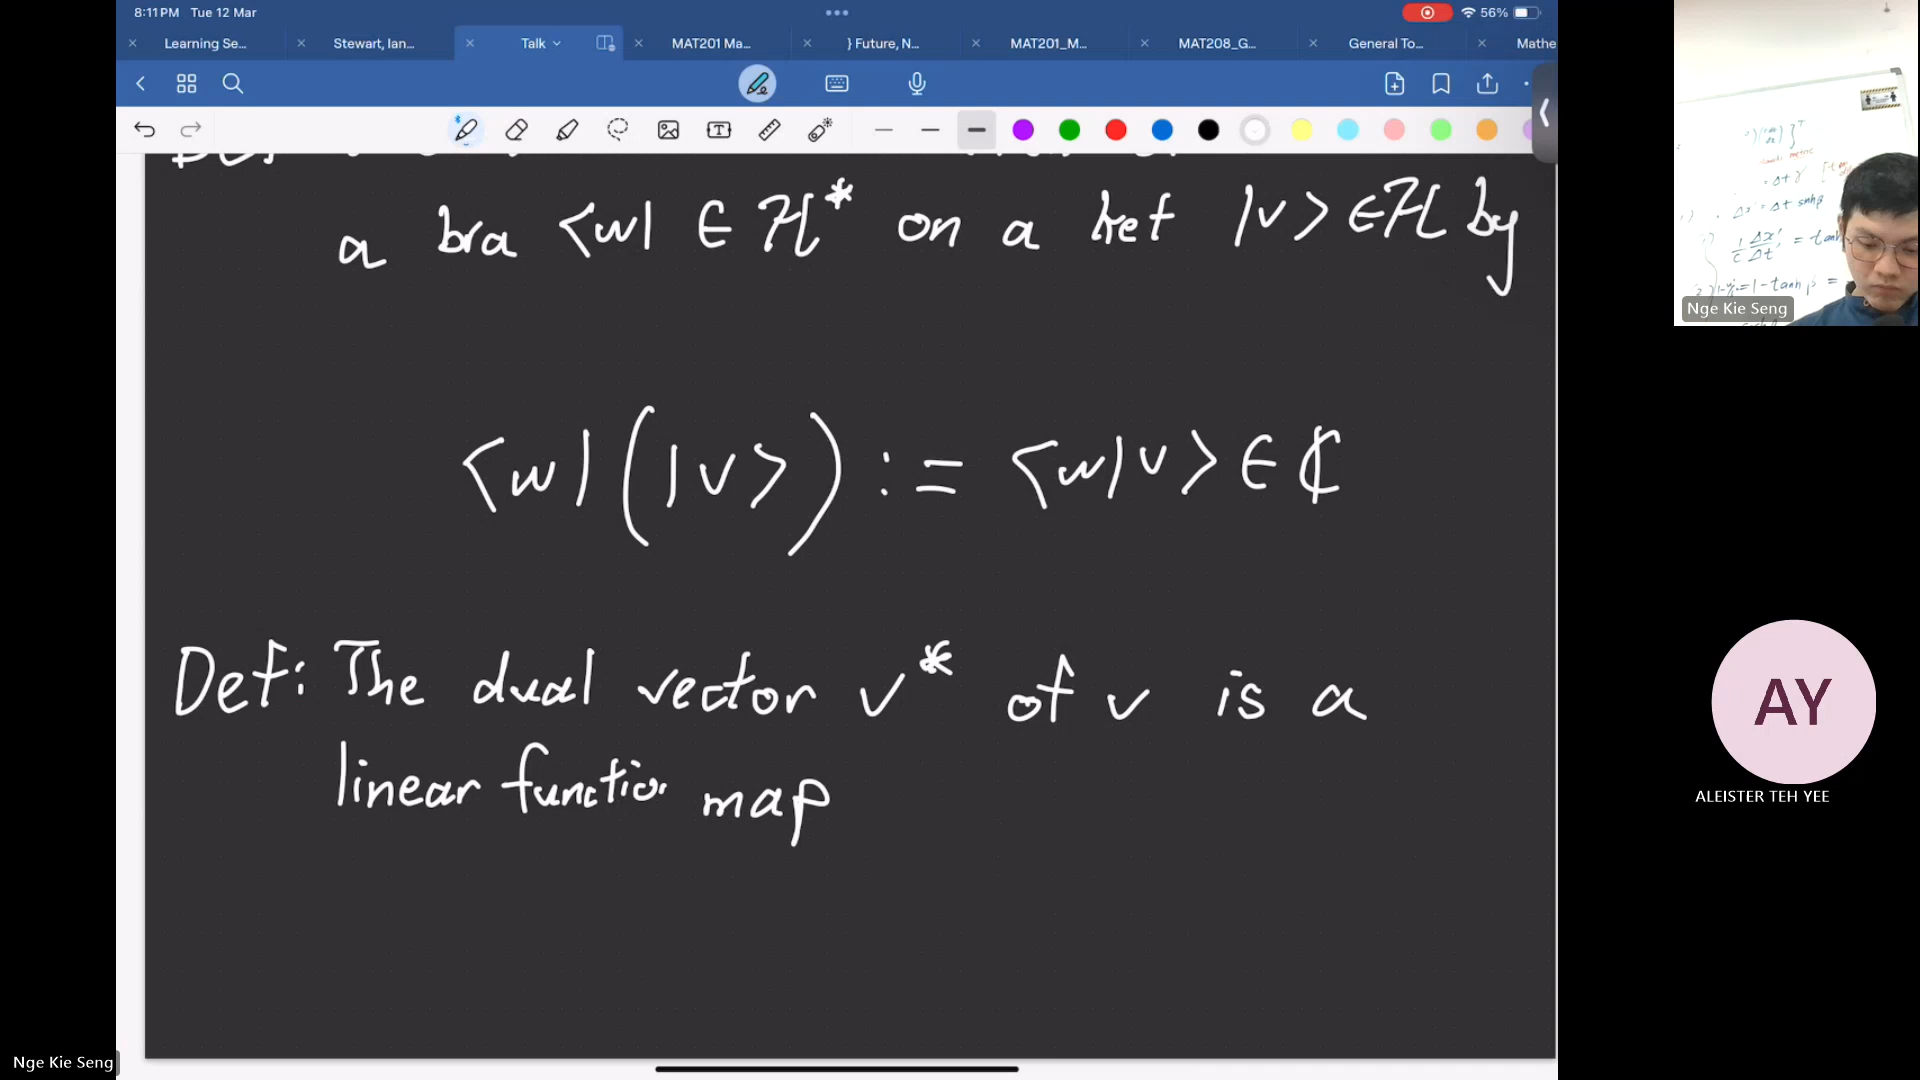 8:11 PM Tue 12 Mar
56%
Learning Se...
Stewart, Ian...
Talk
MAT201 Ma...
} Future, N...
MAT201_M...
MAT208_G...
General To...
Mathe
a bra <w| ∈ ℋ* on a ket |v> ∈ ℋ by
<w|(|v>) := <w|v> ∈ ℂ
Def: The dual vector v* of v is a
linear function map
Nge Kie Seng
AY
ALEISTER TEH YEE
Nge Kie Seng